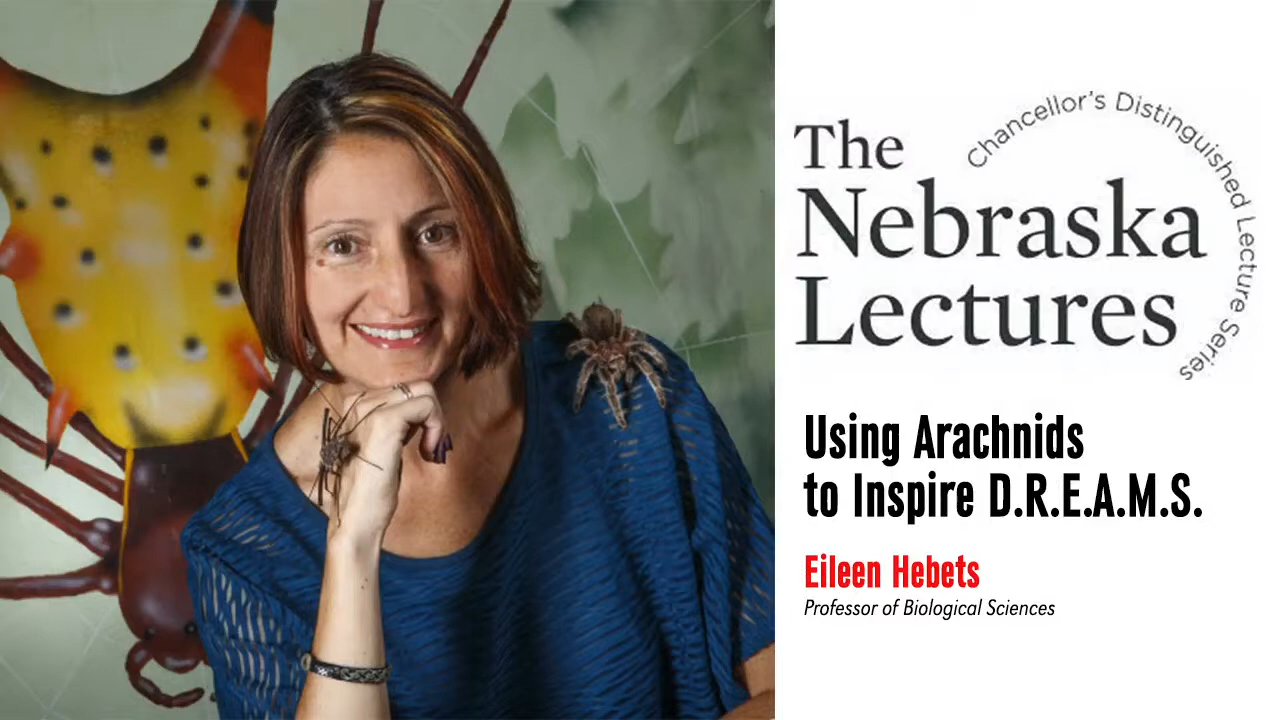 Chancellor's Distinguished Lecture Series
The
Nebraska
Lectures
Using Arachnids
to Inspire D.R.E.A.M.S.
Eileen Hebets
Professor of Biological Sciences